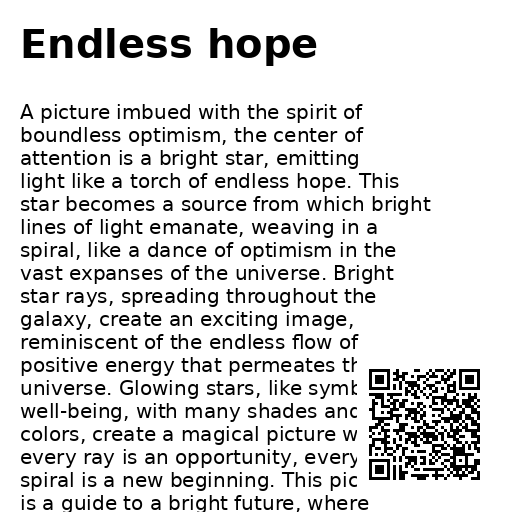 Endless hope
A picture imbued with the spirit of
boundless optimism, the center of
attention is a bright star, emitting
light like a torch of endless hope. This
star becomes a source from which bright
lines of light emanate, weaving in a
spiral, like a dance of optimism in the
vast expanses of the universe. Bright
star rays, spreading throughout the
galaxy, create an exciting image,
reminiscent of the endless flow of
positive energy that permeates
universe. Glowing stars, like
well-being, with many shades and
colors, create a magical picture
every ray is an opportunity, every
spiral is a new beginning. This
is a guide to a bright future, where